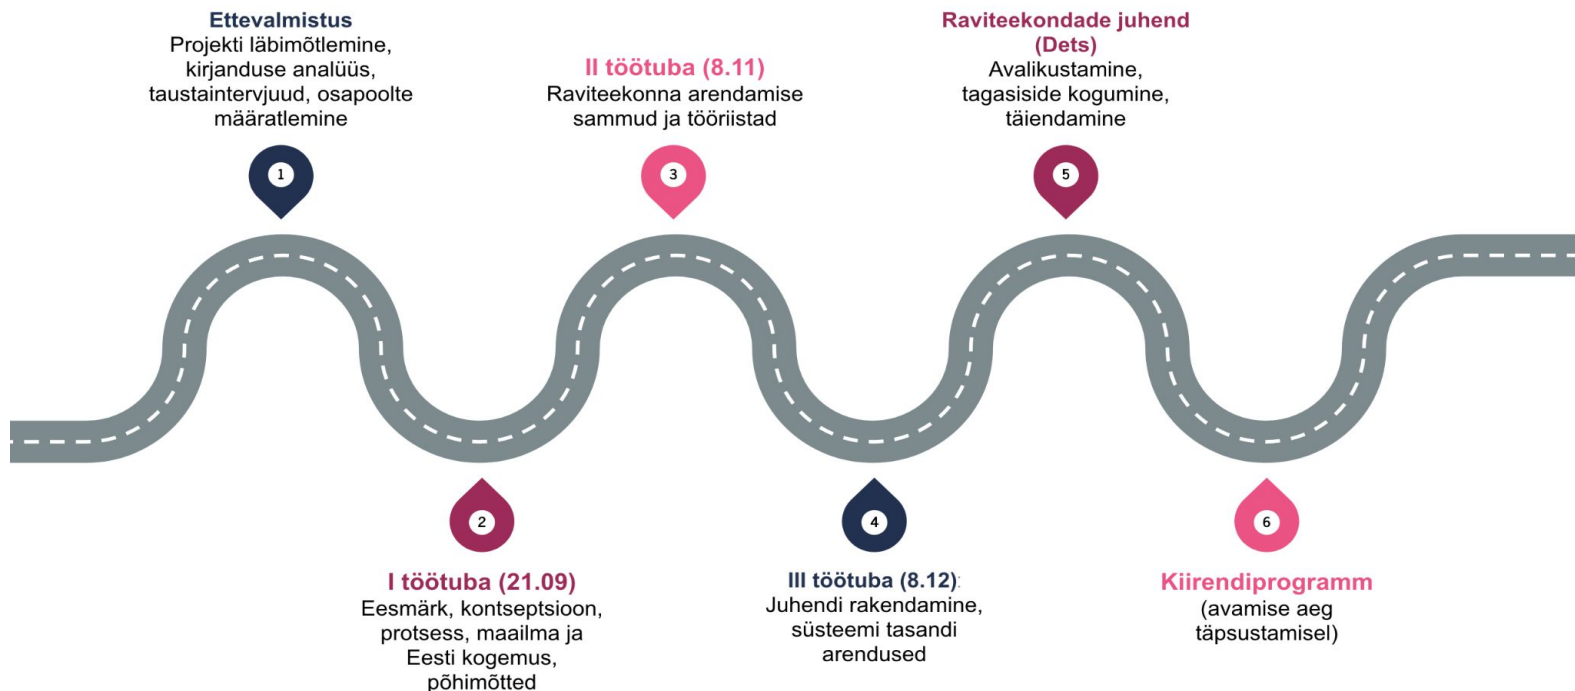 Ettevalmistus
Projekti läbimõtlemine,
kirjanduse analüüs,
taustaintervjuud, osapoolte
määratlemine
1
I töötuba (21.09)
Eesmärk, kontseptsioon,
protsess, maailma ja
Eesti kogemus,
põhimõtted
2
II töötuba (8.11)
Raviteekonna arendamise
sammud ja tööriistad
3
III töötuba (8.12):
Juhendi rakendamine,
süsteemi tasandi
arendused
4
Raviteekondade juhend
(Dets)
Avalikustamine,
tagasiside kogumine,
täiendamine
5
Kiirendiprogramm
(avamise aeg
täpsustamisel)
6